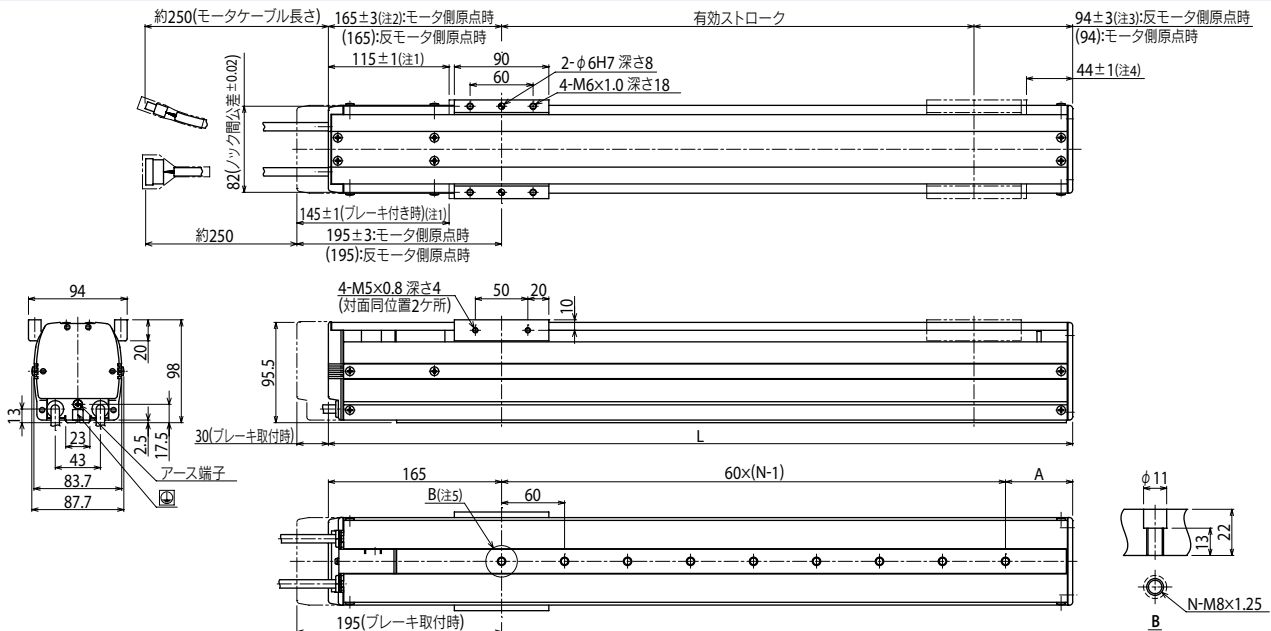 約250(モータケーブル長さ)
165±3(注2):モータ側原点時
(165):反モータ側原点時
有効ストローク
94±3(注3):反モータ側原点時
(94):モータ側原点時
115±1(注1)
90
60
2-φ6H7 深さ8
4-M6×1.0 深さ18
44±1(注4)
82(ノック間公差±0.02)
145±1(ブレーキ付き時)(注1)
約250
195±3:モータ側原点時
(195):反モータ側原点時
94
20
98
13
2.5
17.5
23
43
83.7
87.7
アース端子
4-M5×0.8 深さ4
(対面同位置2ケ所)
50
20
10
95.5
30(ブレーキ取付時)
L
165
60×(N-1)
A
B(注5)
60
195(ブレーキ取付時)
φ11
13
22
N-M8×1.25
B